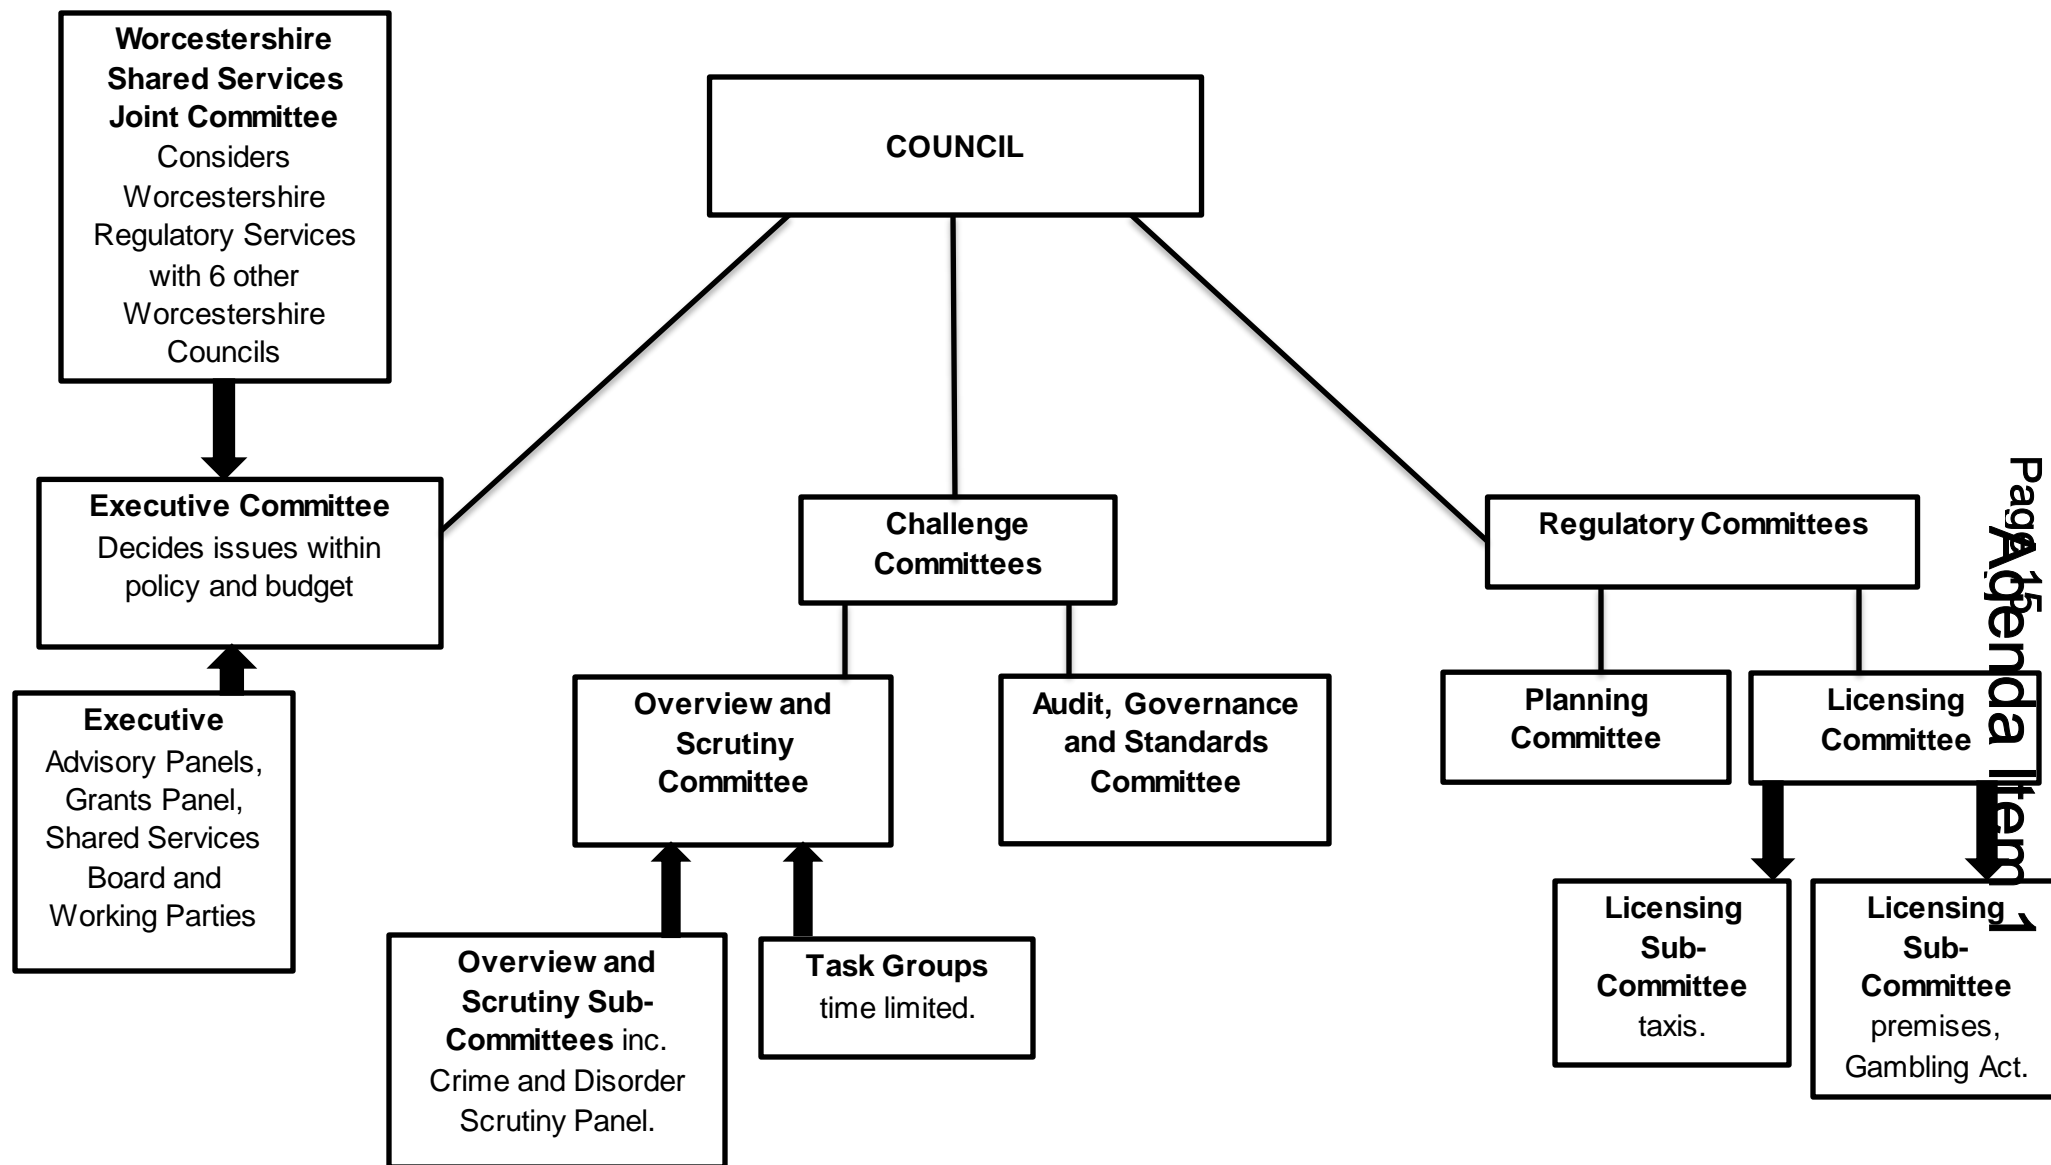 Worcestershire
Shared Services
Joint Committee
Considers
Worcestershire
Regulatory Services
with 6 other
Worcestershire
Councils
COUNCIL
Executive Committee
Decides issues within
policy and budget
Executive
Advisory Panels,
Grants Panel,
Shared Services
Board and
Working Parties
Challenge
Committees
Overview and
Scrutiny
Committee
Audit, Governance
and Standards
Committee
Overview and
Scrutiny Sub-
Committees inc.
Crime and Disorder
Scrutiny Panel.
Task Groups
time limited.
Regulatory Committees
Planning
Committee
Licensing
Committee
Licensing
Sub-
Committee
taxis.
Licensing
Sub-
Committee
premises,
Gambling Act.
Page 15
Agenda Item 1